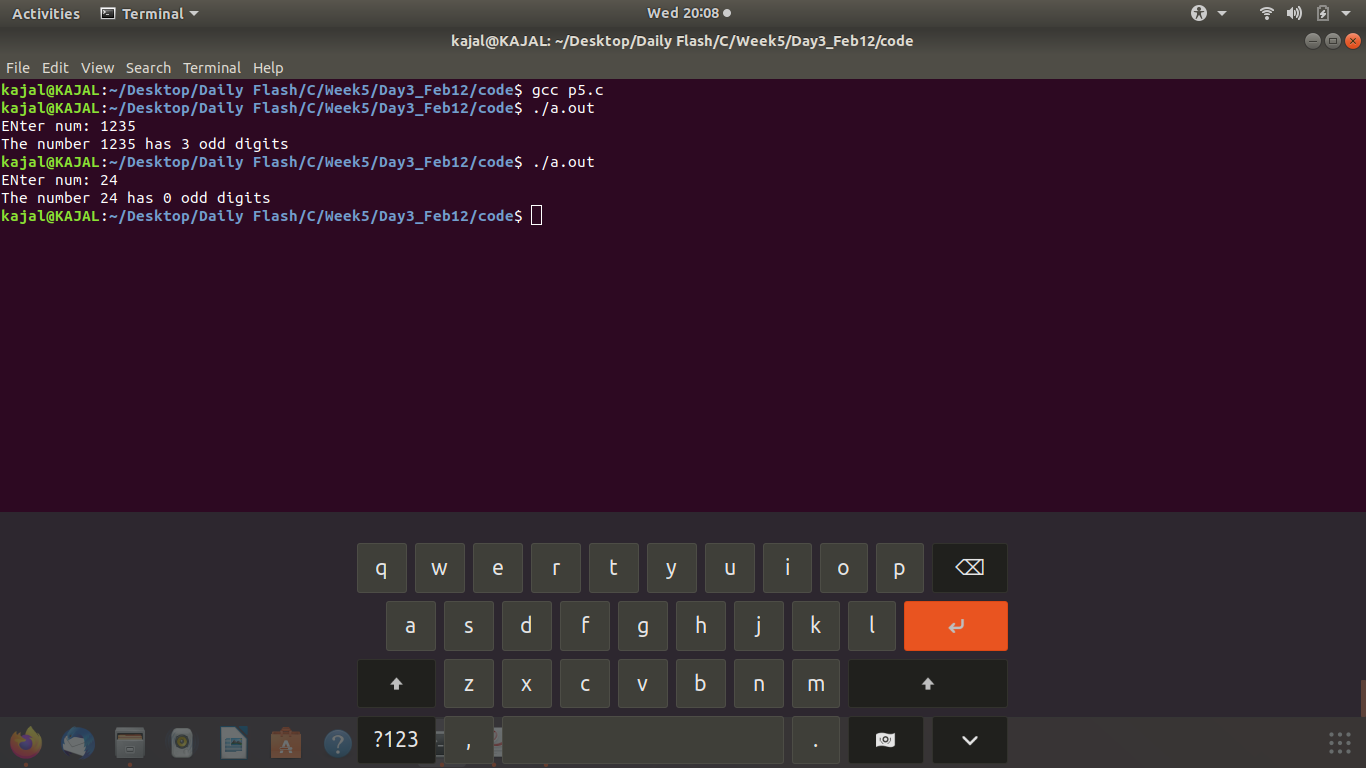 Activities Terminal Wed 20:08
kajal@KAJAL: ~/Desktop/Daily Flash/C/Week5/Day3_Feb12/code
File Edit View Search Terminal Help
kajal@KAJAL:~/Desktop/Daily Flash/C/Week5/Day3_Feb12/code$ gcc p5.c
kajal@KAJAL:~/Desktop/Daily Flash/C/Week5/Day3_Feb12/code$ ./a.out
ENter num: 1235
The number 1235 has 3 odd digits
kajal@KAJAL:~/Desktop/Daily Flash/C/Week5/Day3_Feb12/code$ ./a.out
ENter num: 24
The number 24 has 0 odd digits
kajal@KAJAL:~/Desktop/Daily Flash/C/Week5/Day3_Feb12/code$
q w e r t y u i o p
a s d f g h j k l
z x c v b n m
?123 , .